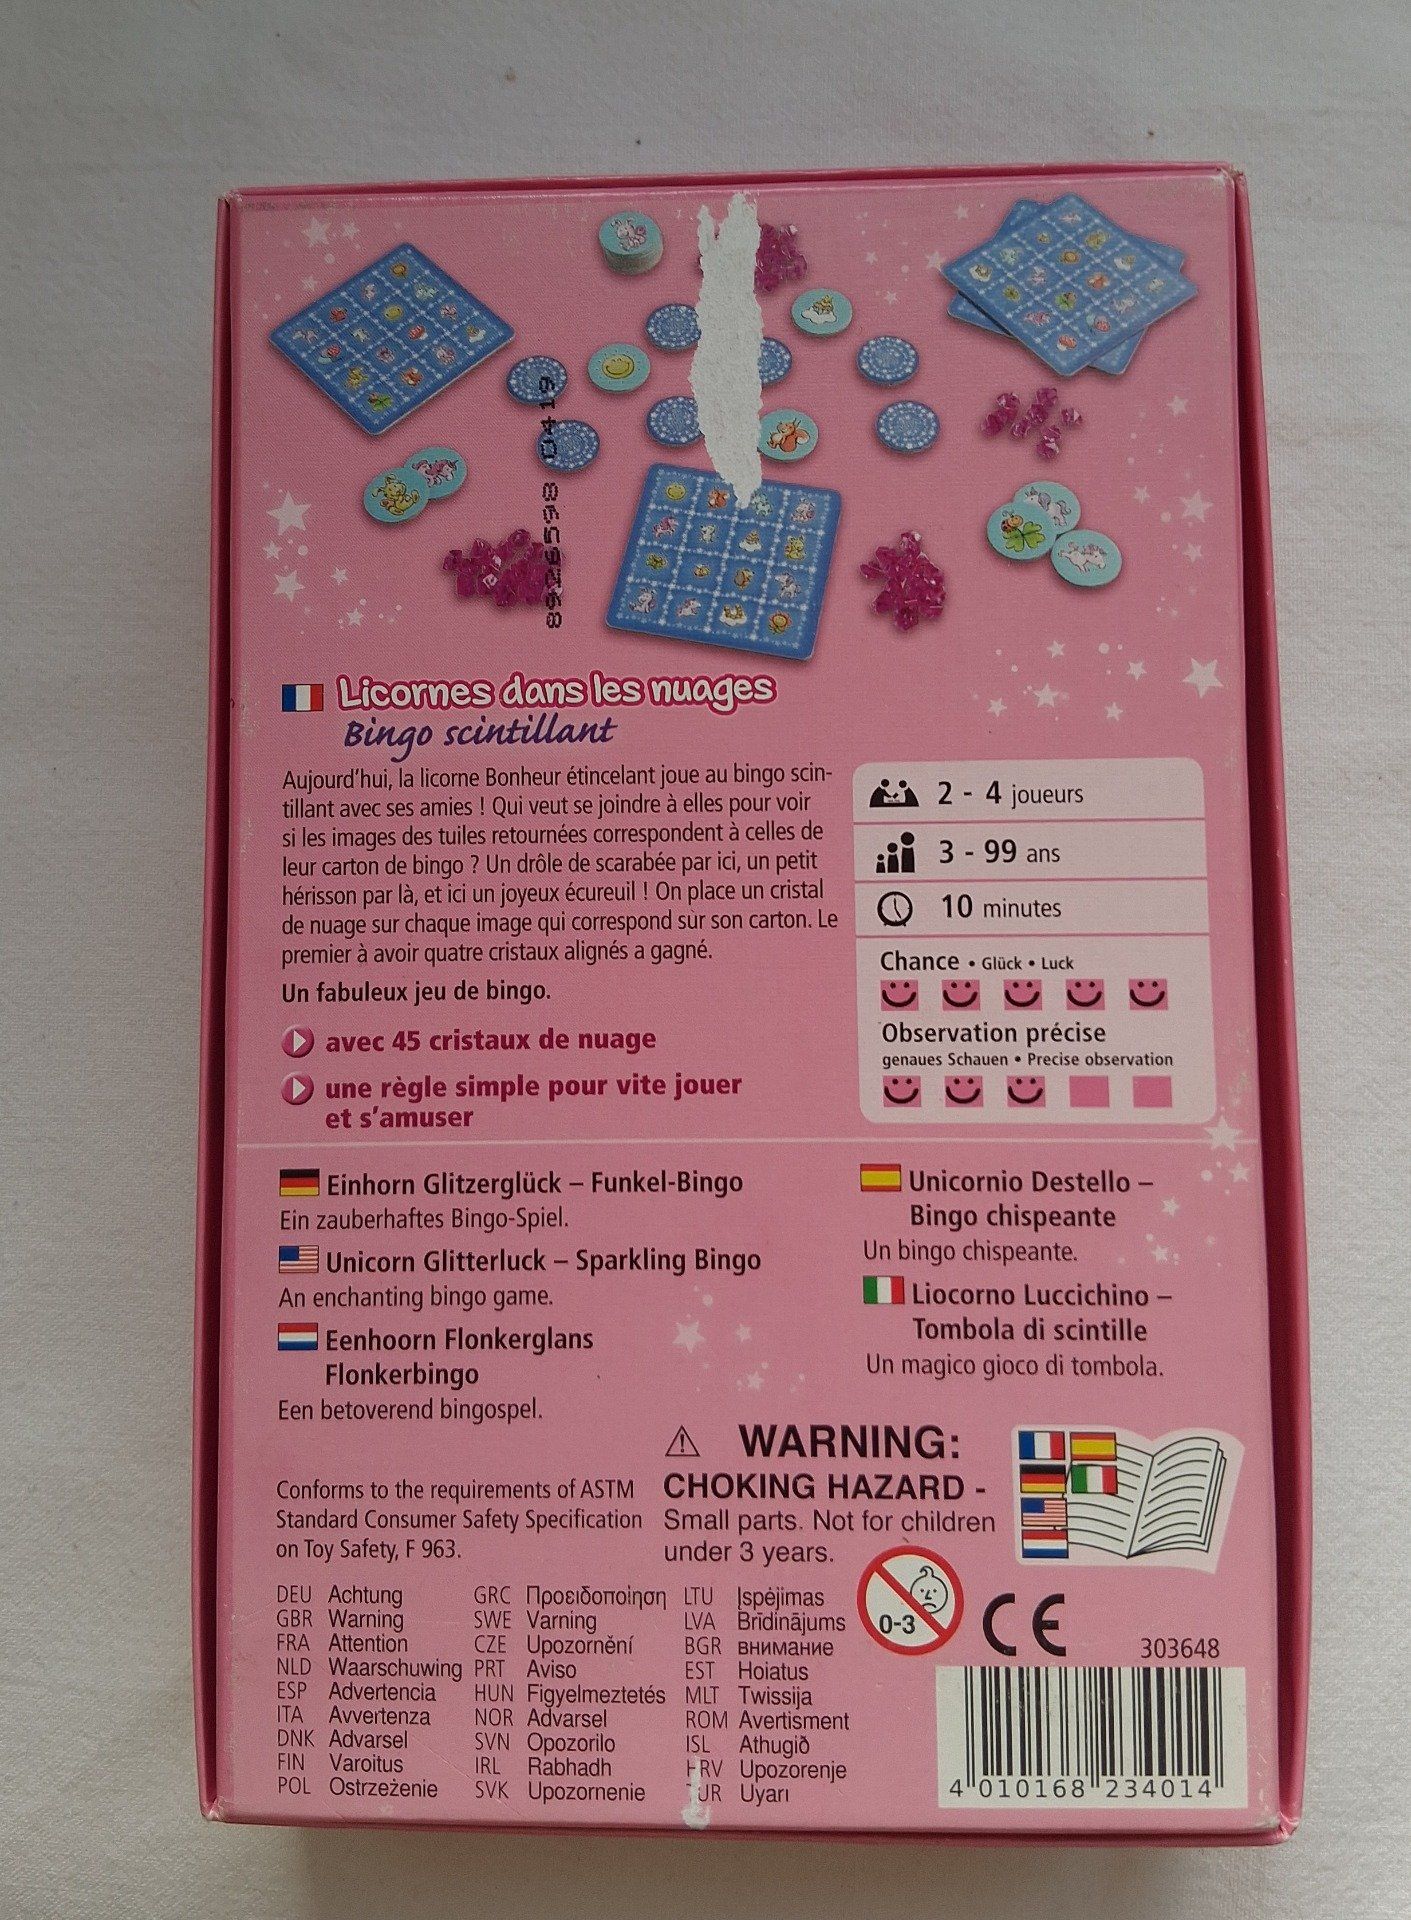 8926598 0419
Licornes dans les nuages
Bingo scintillant
Aujourd'hui, la licorne Bonheur étincelant joue au bingo scin-
tillant avec ses amies ! Qui veut se joindre à elles pour voir
si les images des tuiles retournées correspondent à celles de
leur carton de bingo ? Un drôle de scarabée par ici, un petit
hérisson par là, et ici un joyeux écureuil ! On place un cristal
de nuage sur chaque image qui correspond sur son carton. Le
premier à avoir quatre cristaux alignés a gagné.
Un fabuleux jeu de bingo.
avec 45 cristaux de nuage
une règle simple pour vite jouer
et s'amuser
2 - 4 joueurs
3 - 99 ans
10 minutes
Chance • Glück • Luck
Observation précise
genaues Schauen • Precise observation
Einhorn Glitzerglück – Funkel-Bingo
Ein zauberhaftes Bingo-Spiel.
Unicorn Glitterluck – Sparkling Bingo
An enchanting bingo game.
Eenhoorn Flonkerglans
Flonkerbingo
Een betoverend bingospel.
Unicornio Destello –
Bingo chispeante
Un bingo chispeante.
Liocorno Luccichino –
Tombola di scintille
Un magico gioco di tombola.
Conforms to the requirements of ASTM
Standard Consumer Safety Specification
on Toy Safety, F 963.
⚠ WARNING:
CHOKING HAZARD -
Small parts. Not for children
under 3 years.
DEU Achtung
GBR Warning
FRA Attention
NLD Waarschuwing
ESP Advertencia
ITA Avvertenza
DNK Advarsel
FIN Varoitus
POL Ostrzeżenie
GRC Προειδοποίηση
SWE Varning
CZE Upozornění
PRT Aviso
HUN Figyelmeztetés
NOR Advarsel
SVN Opozorilo
IRL Rabhadh
SVK Upozornenie
LTU Įspėjimas
LVA Brīdinājums
BGR внимание
EST Hoiatus
MLT Twissija
ROM Avertisment
ISL Athugið
HRV Upozorenje
TUR Uyarı
0-3
CE
303648
4 010168 234014